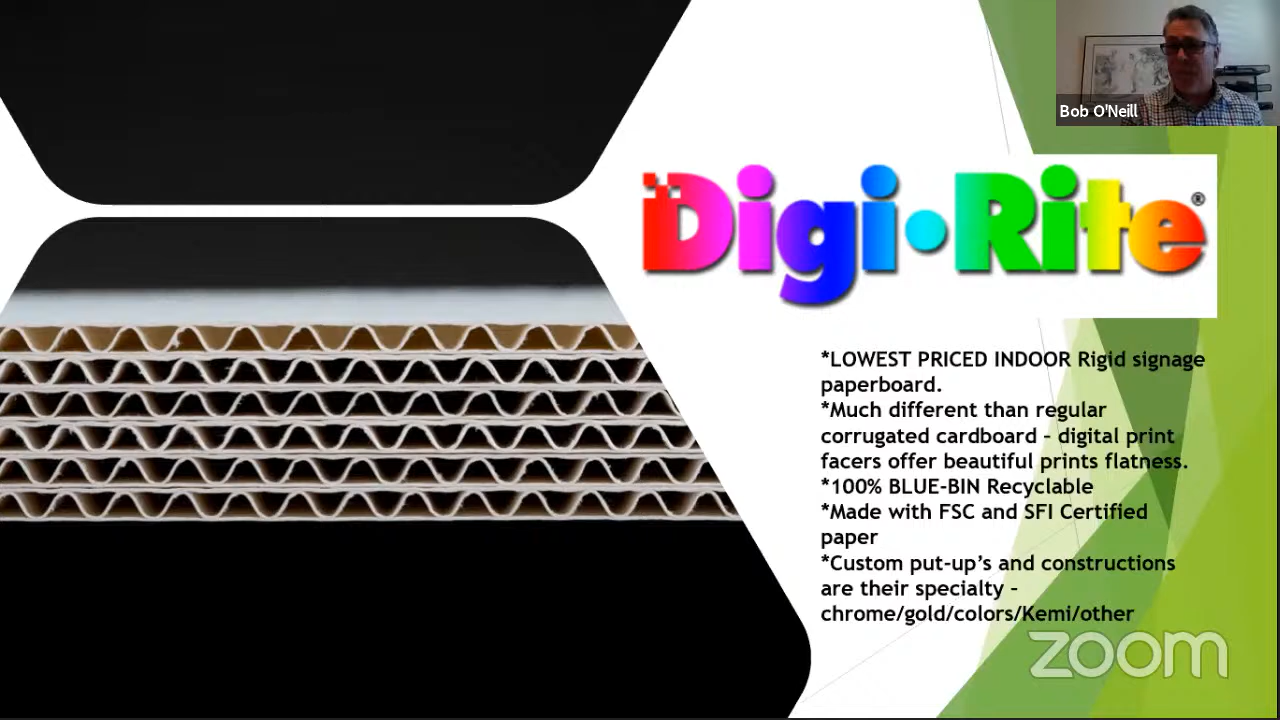 Bob O'Neill
Digi•Rite®
*LOWEST PRICED INDOOR Rigid signage
paperboard.
*Much different than regular
corrugated cardboard – digital print
facers offer beautiful prints flatness.
*100% BLUE-BIN Recyclable
*Made with FSC and SFI Certified
paper
*Custom put-up’s and constructions
are their specialty –
chrome/gold/colors/Kemi/other
zoom